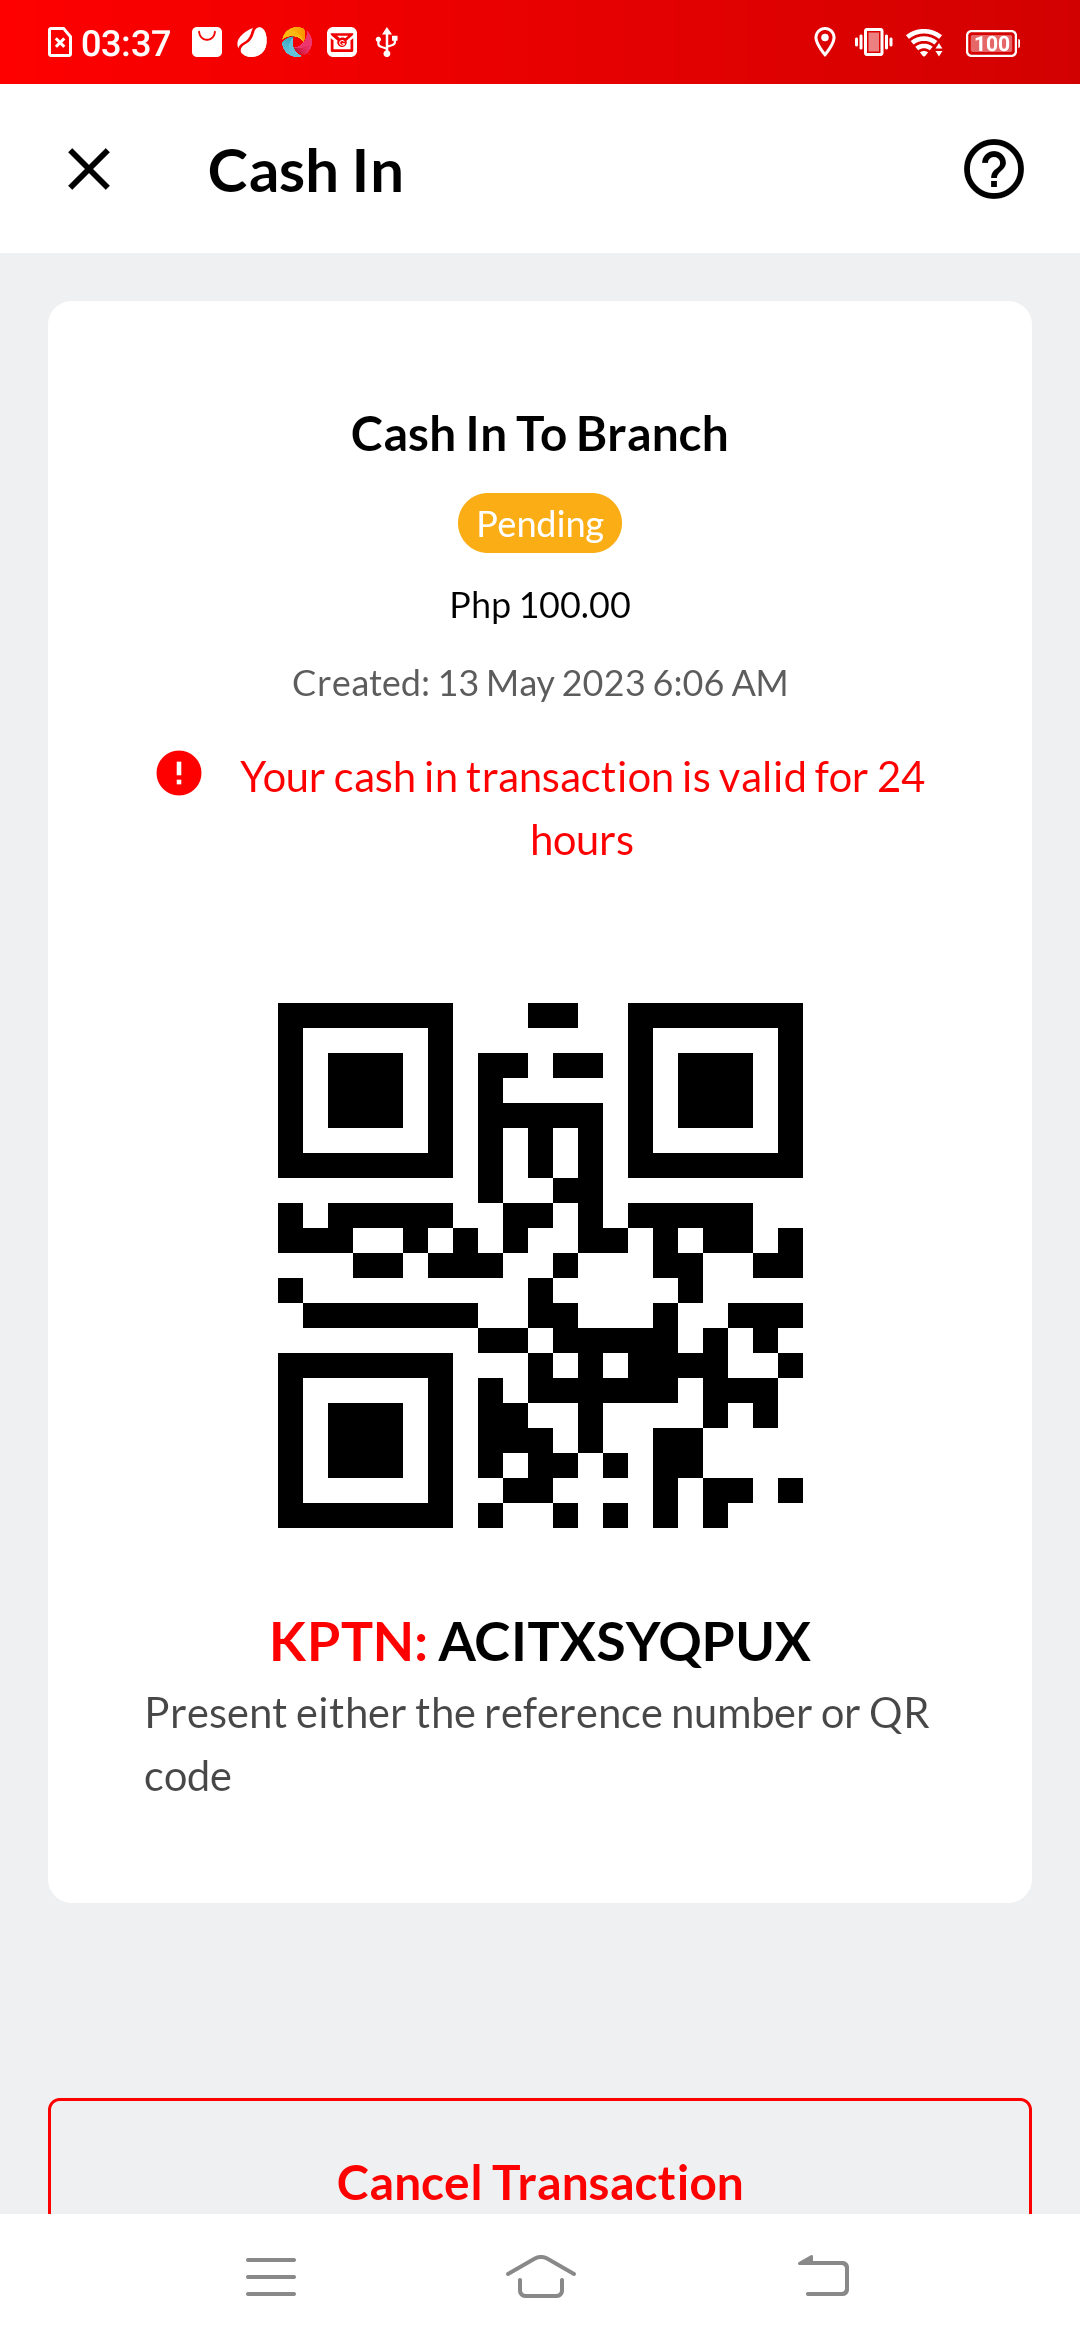 03:37
100
Cash In
Cash In To Branch
Pending
Php 100.00
Created: 13 May 2023 6:06 AM
Your cash in transaction is valid for 24
hours
KPTN: ACITXSYQPUX
Present either the reference number or QR
code
Cancel Transaction